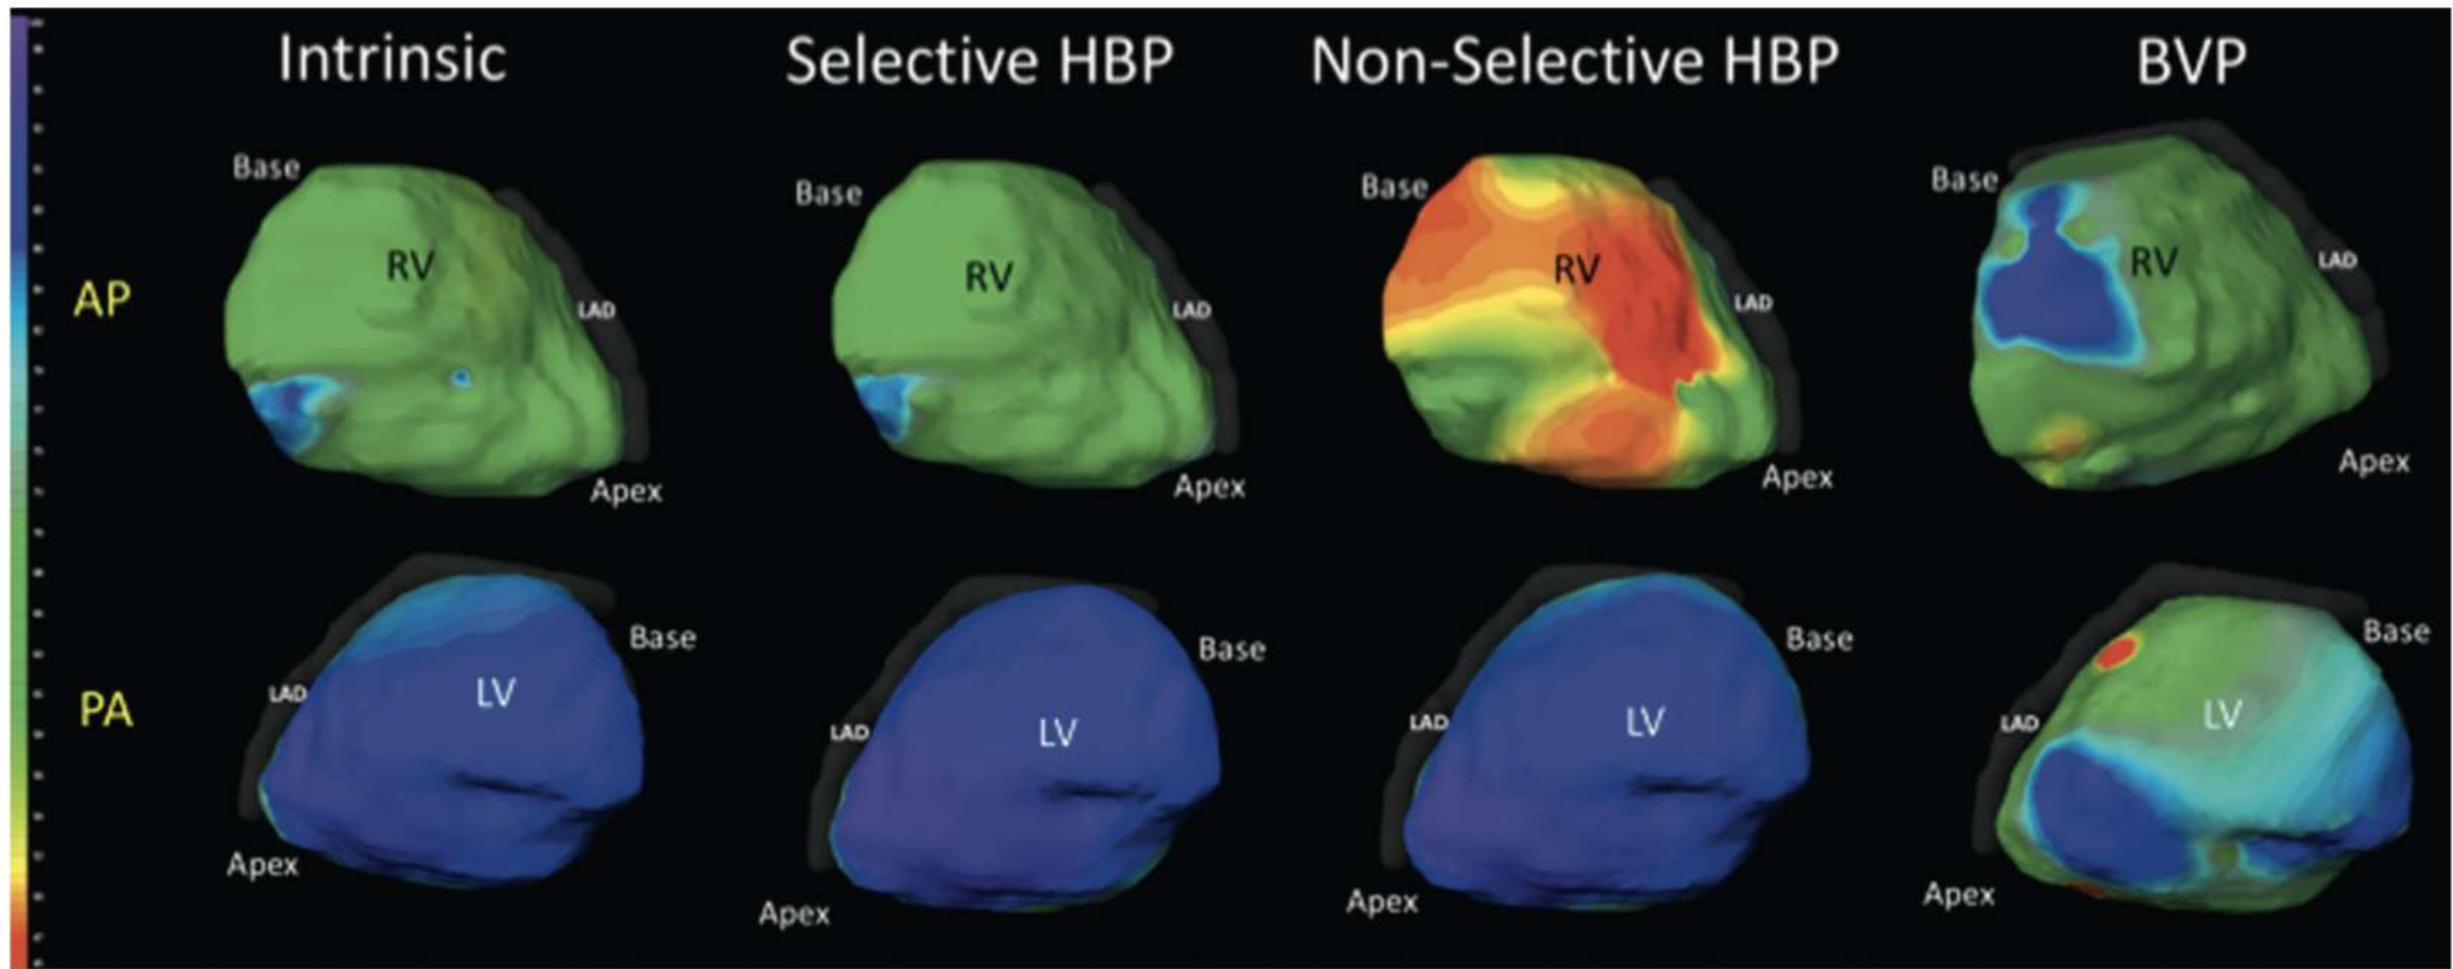 Intrinsic
Selective HBP
Non-Selective HBP
BVP
AP
Base
RV
LAD
Apex
Base
RV
LAD
Apex
Base
RV
LAD
Apex
Base
RV
LAD
Apex
PA
Base
LV
LAD
Apex
Base
LV
LAD
Apex
Base
LV
LAD
Apex
Base
LV
LAD
Apex